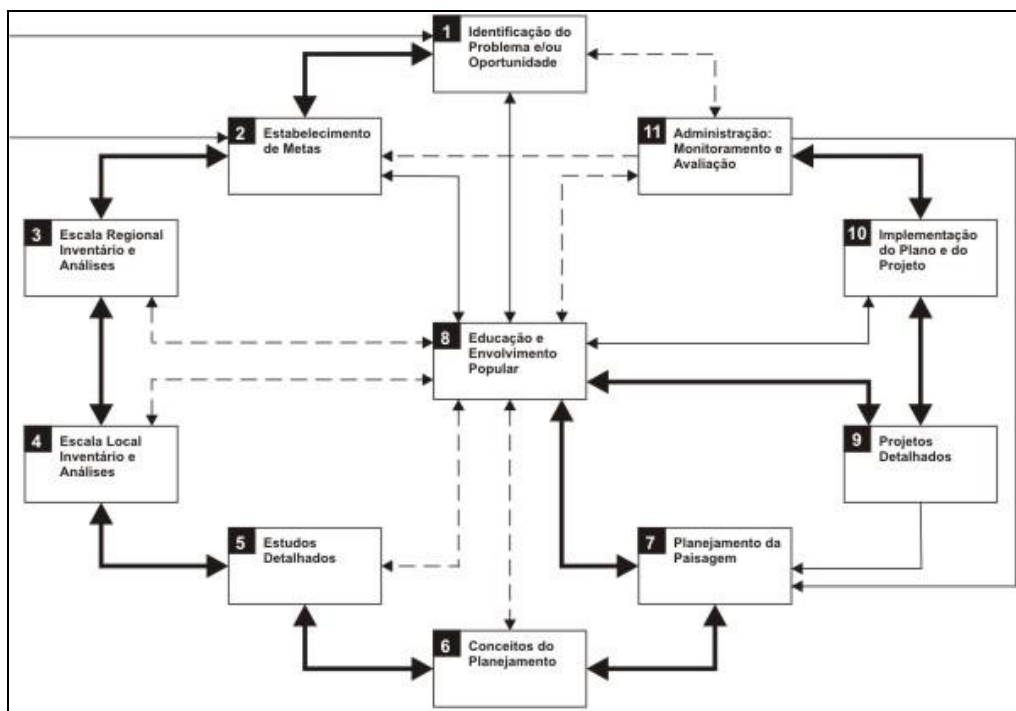 1
Identificação do
Problema e/ou
Oportunidade
2
Estabelecimento
de Metas
11
Administração:
Monitoramento e
Avaliação
3
Escala Regional
Inventário e
Análises
10
Implementação
do Plano e do
Projeto
8
Educação e
Envolvimento
Popular
4
Escala Local
Inventário e
Análises
9
Projetos
Detalhados
5
Estudos
Detalhados
7
Planejamento da
Paisagem
6
Conceitos do
Planejamento